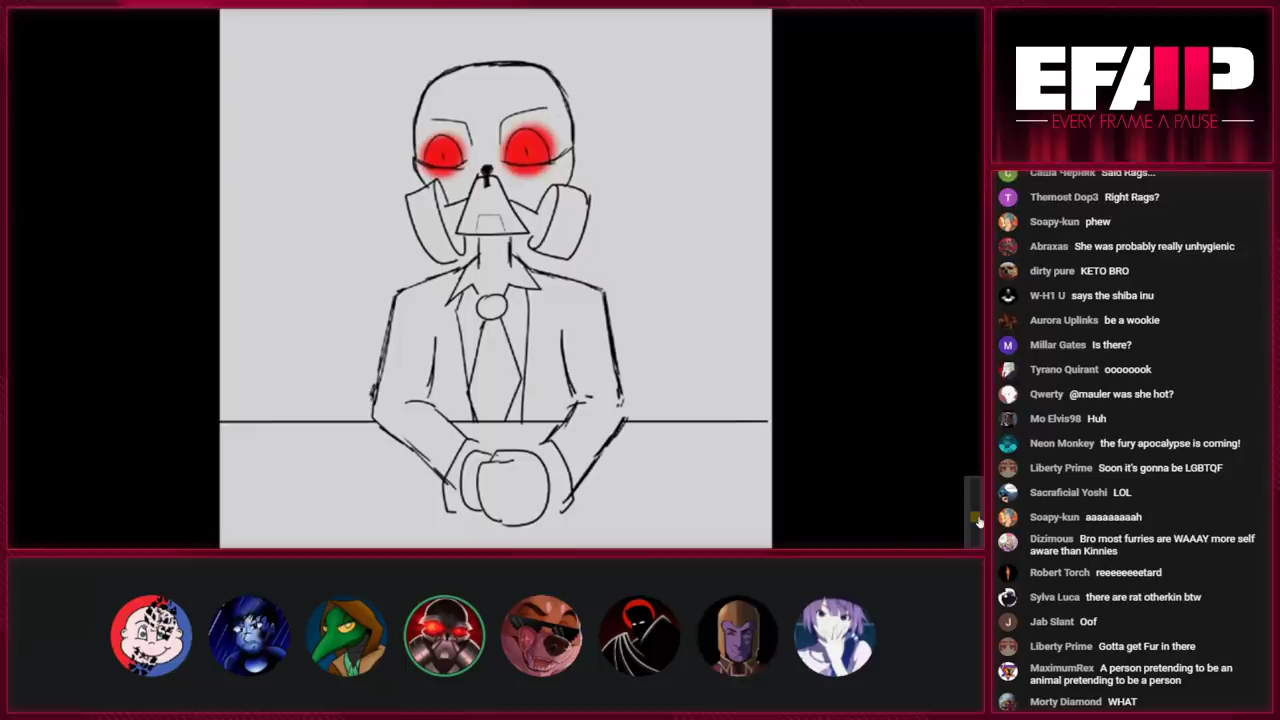 EFAP
EVERY FRAME A PAUSE
Саша Черняк Said Rags...
Themost Dop3 Right Rags?
Soapy-kun phew
Abraxas She was probably really unhygienic
dirty pure KETO BRO
W-H1 U says the shiba inu
Aurora Uplinks be a wookie
M Millar Gates Is there?
Tyrano Quirant oooooook
Qwerty @mauler was she hot?
Mo Elvis98 Huh
Neon Monkey the fury apocalypse is coming!
Liberty Prime Soon it's gonna be LGBTQF
Sacraficial Yoshi LOL
Soapy-kun aaaaaaaaah
Dizimous Bro most furries are WAAAY more self
aware than Kinnies
Robert Torch reeeeeeetard
Sylva Luca there are rat otherkin btw
J Jab Slant Oof
Liberty Prime Gotta get Fur in there
MaximumRex A person pretending to be an
animal pretending to be a person
Morty Diamond WHAT